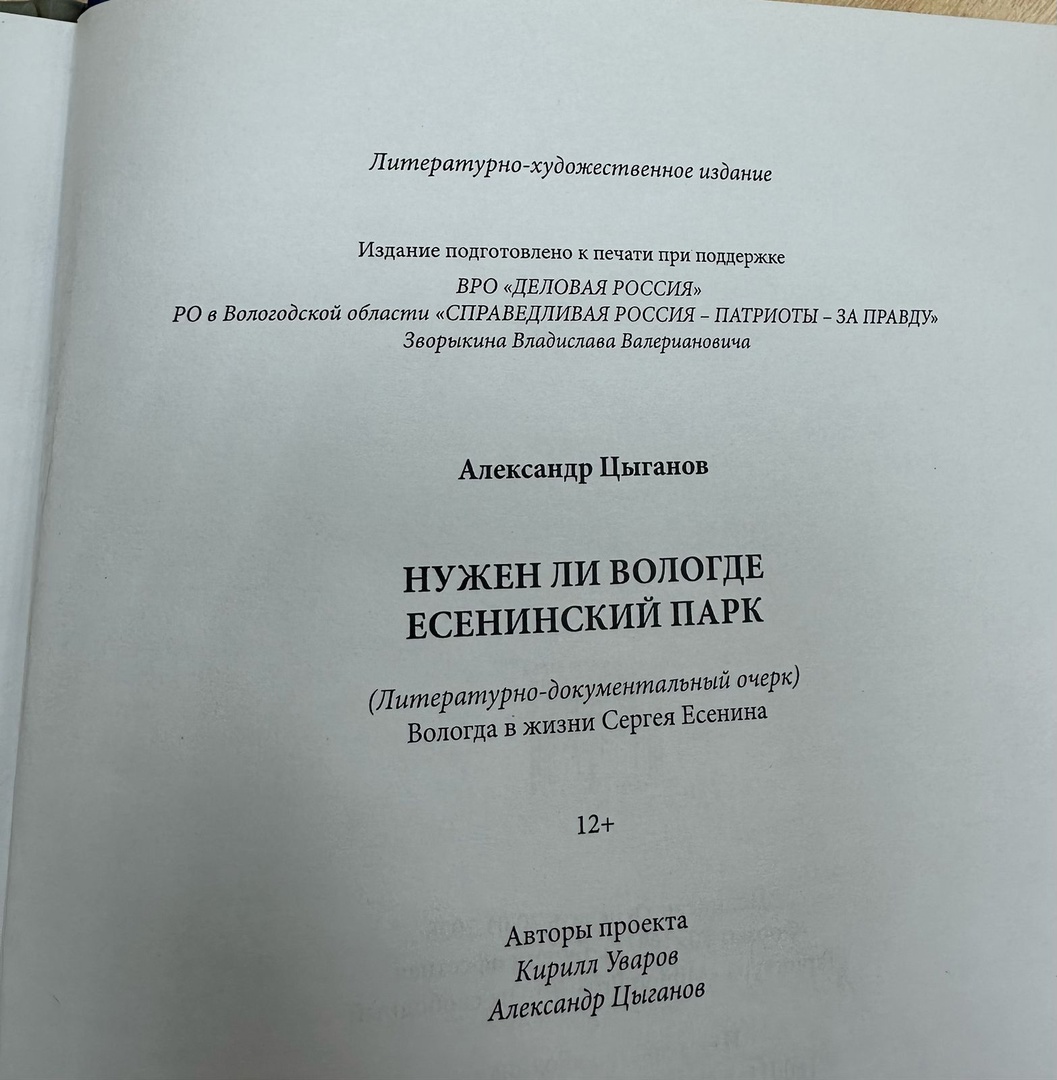 Литературно-художественное издание
Издание подготовлено к печати при поддержке
ВРО «ДЕЛОВАЯ РОССИЯ»
РО в Вологодской области «СПРАВЕДЛИВАЯ РОССИЯ – ПАТРИОТЫ – ЗА ПРАВДУ»
Зворыкина Владислава Валериановича
Александр Цыганов
НУЖЕН ЛИ ВОЛОГДЕ
ЕСЕНИНСКИЙ ПАРК
(Литературно-документальный очерк)
Вологда в жизни Сергея Есенина
12+
Авторы проекта
Кирилл Уваров
Александр Цыганов